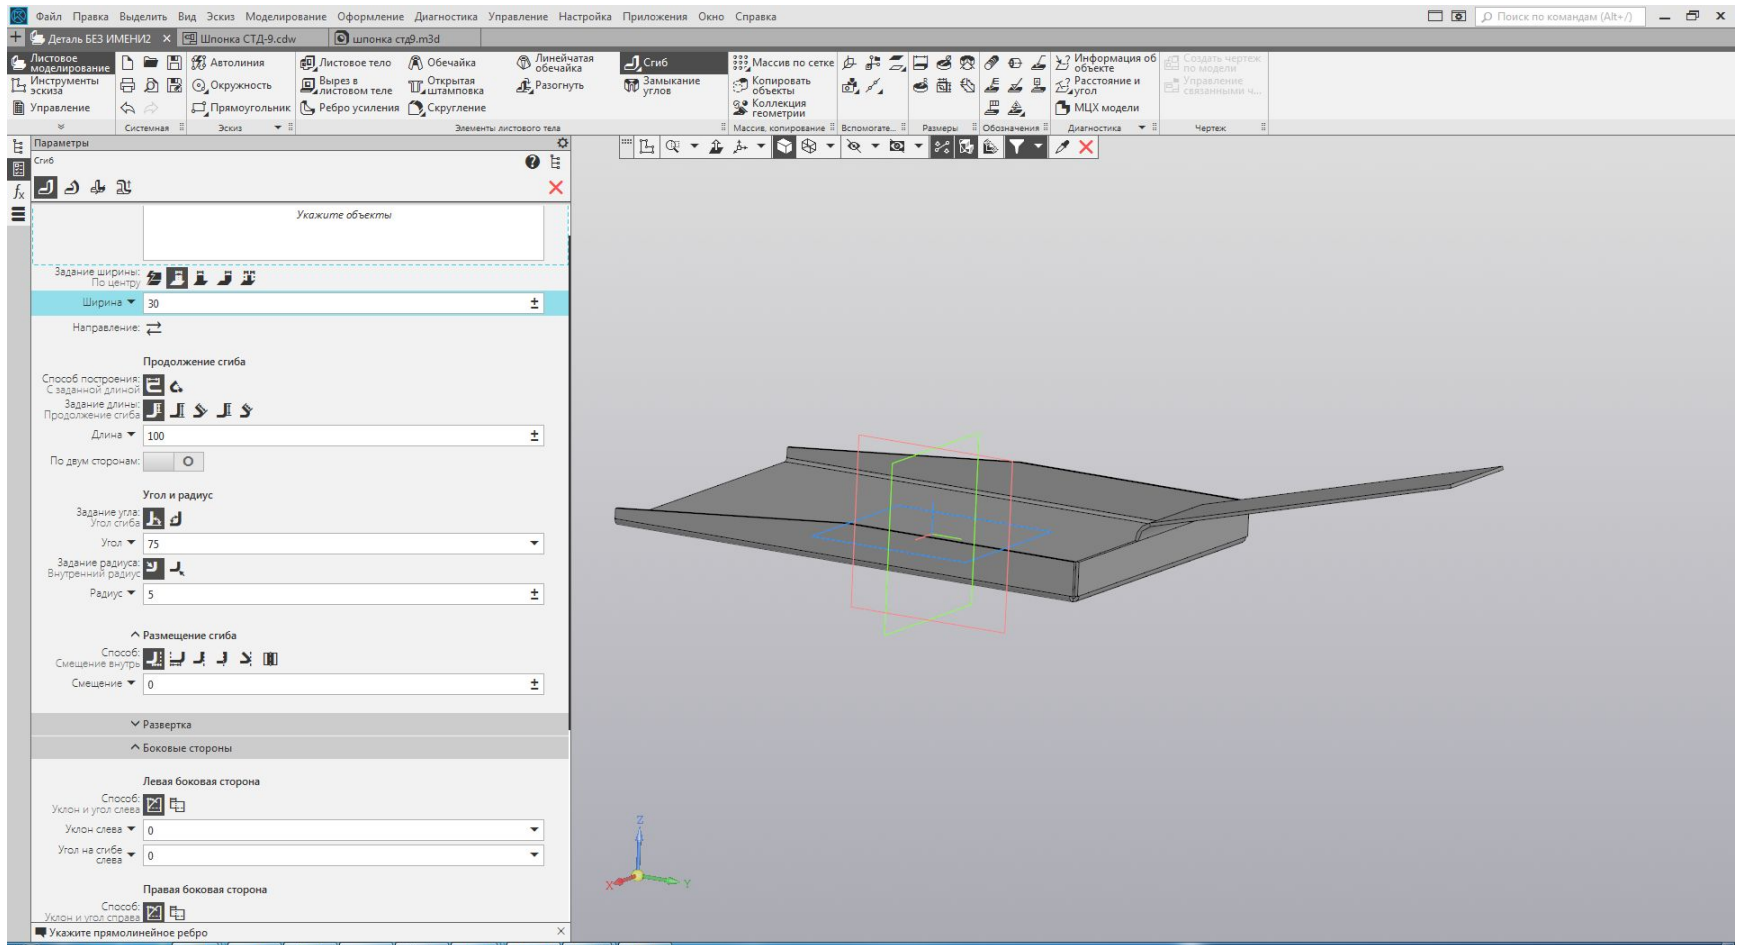 Файл Правка Выделить Вид Эскиз Моделирование Оформление Диагностика Управление Настройка Приложения Окно Справка
Поиск по командам (Alt+/)
Деталь БЕЗ ИМЕНИ2
Шпонка СТД-9.cdw
шпонка стд9.m3d
Листовое моделирование
Инструменты эскиза
Управление
Системная
Автолиния
Окружность
Прямоугольник
Эскиз
Листовое тело
Вырез в листовом теле
Ребро усиления
Обечайка
Открытая штамповка
Скругление
Линейчатая обечайка
Разогнуть
Сгиб
Замыкание углов
Элементы листового тела
Массив по сетке
Копировать объекты
Коллекция геометрии
Массив, копирование
Вспомогате...
Размеры
Обозначения
Информация об объекте
Расстояние и угол
МЦХ модели
Диагностика
Создать чертеж по модели
Управление связанными ч...
Чертеж
Параметры
Сгиб
Укажите объекты
Задание ширины:
По центру
Ширина 30
Направление:
Продолжение сгиба
Способ построения:
С заданной длиной
Задание длины:
Продолжение сгиба
Длина 100
По двум сторонам:
Угол и радиус
Задание угла:
Угол сгиба
Угол 75
Задание радиуса:
Внутренний радиус
Радиус 5
Размещение сгиба
Способ:
Смещение внутрь
Смещение 0
Развертка
Боковые стороны
Левая боковая сторона
Способ:
Уклон и угол слева
Уклон слева 0
Угол на сгибе слева 0
Правая боковая сторона
Способ:
Уклон и угол справа
Укажите прямолинейное ребро
Z
X
Y